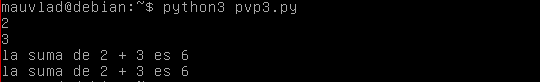 mauvlad@debian:~$ python3 pvp3.py
2
3
la suma de 2 + 3 es 6
la suma de 2 + 3 es 6